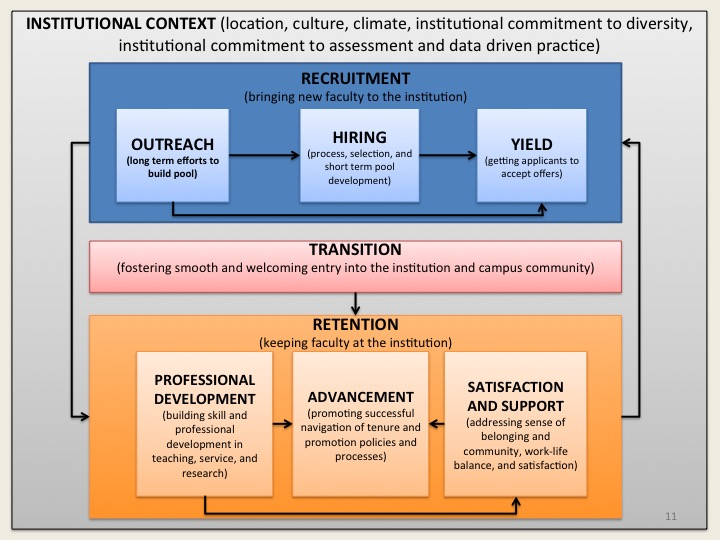 INSTITUTIONAL CONTEXT (location, culture, climate, institutional commitment to diversity,
institutional commitment to assessment and data driven practice)
RECRUITMENT
(bringing new faculty to the institution)
OUTREACH
(long term efforts to
build pool)
HIRING
(process, selection, and
short term pool
development)
YIELD
(getting applicants to
accept offers)
TRANSITION
(fostering smooth and welcoming entry into the institution and campus community)
RETENTION
(keeping faculty at the institution)
PROFESSIONAL
DEVELOPMENT
(building skill and
professional
development in
teaching, service, and
research)
ADVANCEMENT
(promoting successful
navigation of tenure and
promotion policies and
processes)
SATISFACTION
AND SUPPORT
(addressing sense of
belonging and
community, work-life
balance, and satisfaction)
11